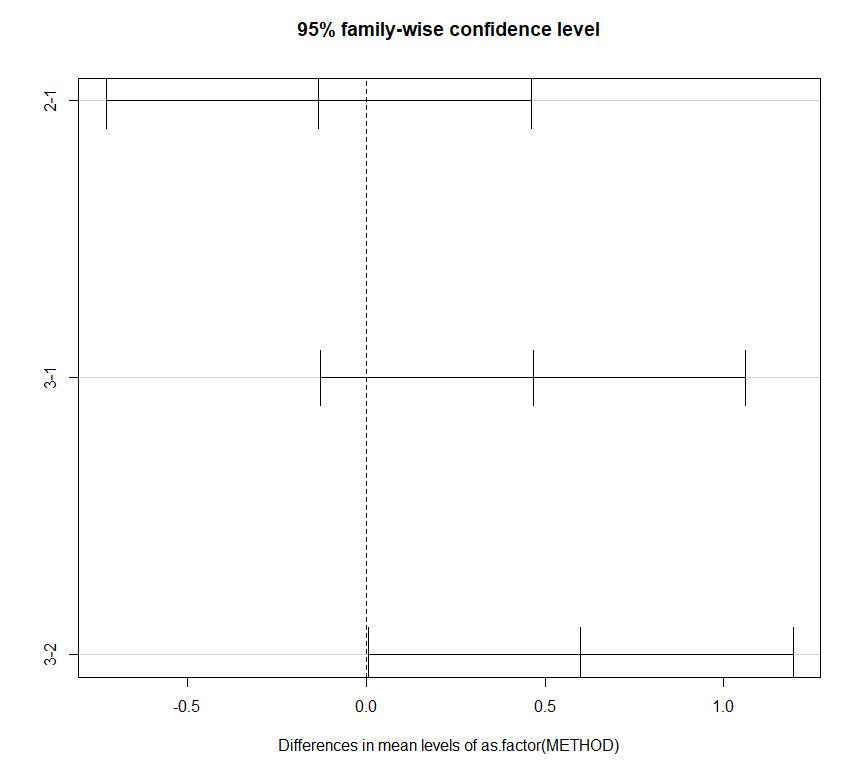 95% family-wise confidence level
2-1
3-1
3-2
-0.5 0.0 0.5 1.0
Differences in mean levels of as.factor(METHOD)